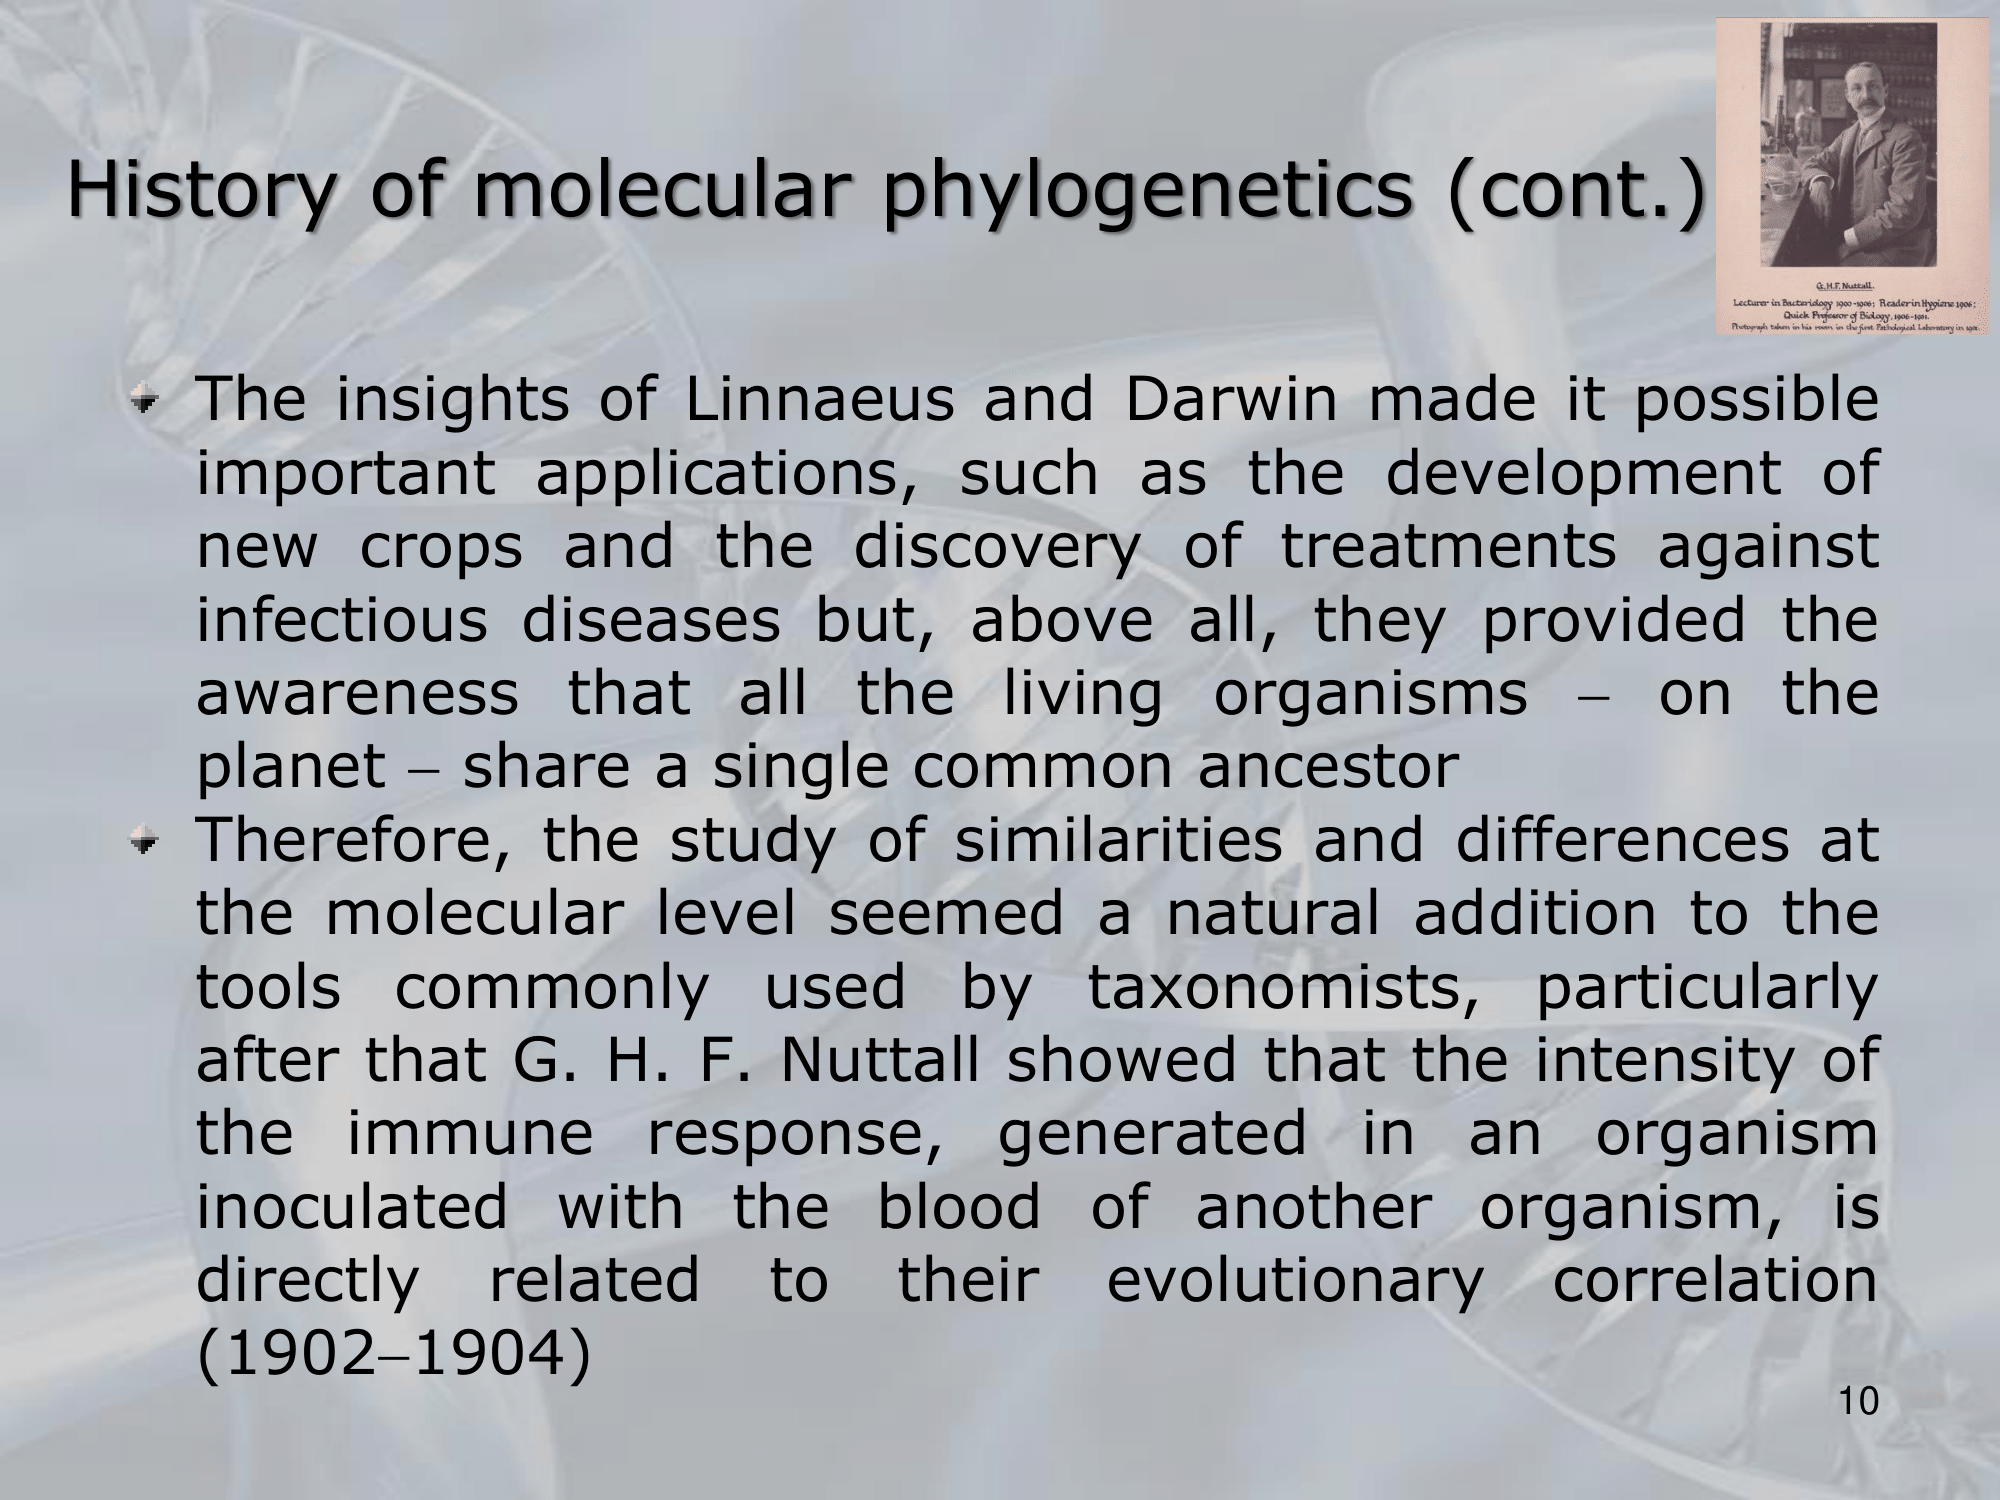 History of molecular phylogenetics (cont.)
G.H.F. Nuttall.
Lecturer in Bacteriology 1900-1906; Reader in Hygiene 1906;
Quick Professor of Biology, 1906-1931.
Photograph taken in his room in the first Pathological Laboratory in 1901.
The insights of Linnaeus and Darwin made it possible
important applications, such as the development of
new crops and the discovery of treatments against
infectious diseases but, above all, they provided the
awareness that all the living organisms – on the
planet – share a single common ancestor
Therefore, the study of similarities and differences at
the molecular level seemed a natural addition to the
tools commonly used by taxonomists, particularly
after that G. H. F. Nuttall showed that the intensity of
the immune response, generated in an organism
inoculated with the blood of another organism, is
directly related to their evolutionary correlation
(1902–1904)
10